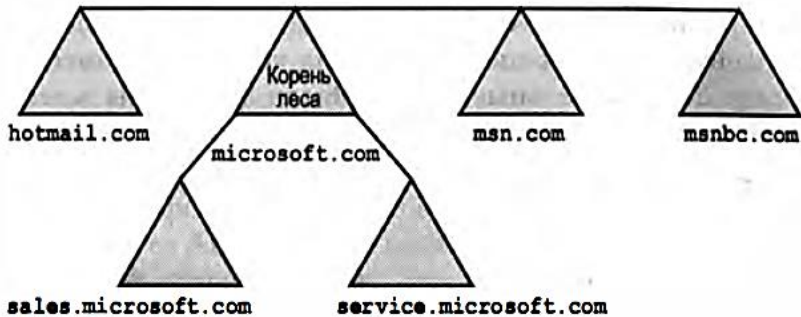 Корень
леса
hotmail.com
microsoft.com
msn.com
msnbc.com
sales.microsoft.com
service.microsoft.com